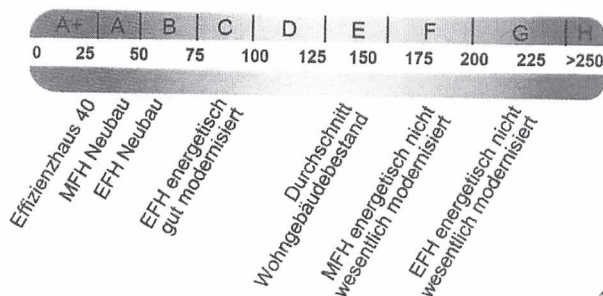 A+ A B C D E F G H
0 25 50 75 100 125 150 175 200 225 >250
Effizienzhaus 40
MFH Neubau
EFH Neubau
EFH energetisch
gut modernisiert
Durchschnitt
Wohngebäudebestand
MFH energetisch nicht
wesentlich modernisiert
EFH energetisch nicht
wesentlich modernisiert